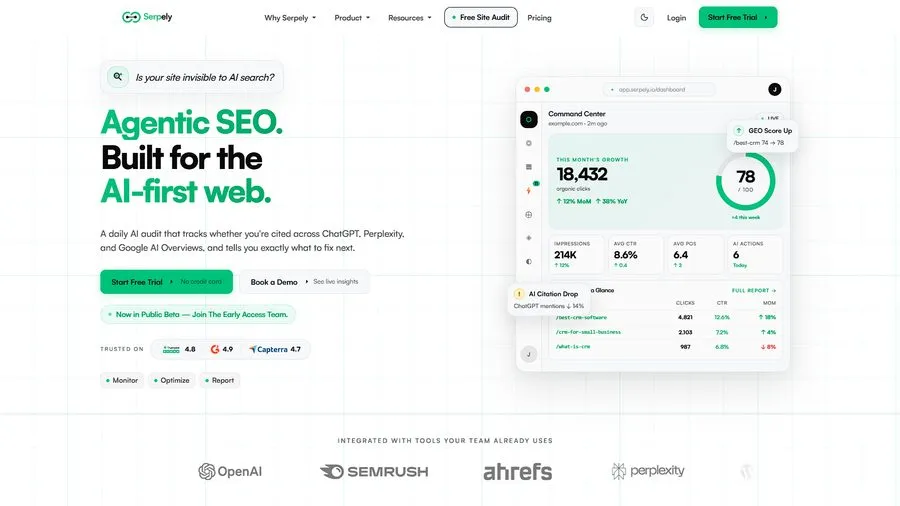 Serpely
Why Serpely
Product
Resources
Free Site Audit
Pricing
Login
Start Free Trial
Is your site invisible to AI search?
Agentic SEO.
Built for the
AI-first web.
A daily AI audit that tracks whether you're cited across ChatGPT, Perplexity,
and Google AI Overviews, and tells you exactly what to fix next.
Start Free Trial No credit card
Book a Demo See live insights
Now in Public Beta — Join The Early Access Team.
TRUSTED ON
4.8
4.9
Capterra 4.7
Monitor
Optimize
Report
app.serpely.io/dashboard
J
Command Center
example.com · 2m ago
LIVE
GEO Score Up
/best-crm 74 → 78
THIS MONTH'S GROWTH
18,432
organic clicks
↑ 12% MoM ↑ 38% YoY
78
/ 100
+4 this week
IMPRESSIONS
214K
↑ 12%
AVG CTR
8.6%
↑ 0.4
AVG POS
6.4
↑ 3
AI ACTIONS
6
Today
a Glance
FULL REPORT →
AI Citation Drop
ChatGPT mentions ↓ 14%
CLICKS CTR MOM
/best-crm-software 4,821 12.6% ↑ 18%
/crm-for-small-business 2,103 7.2% ↑ 4%
/what-is-crm 987 6.8% ↓ 8%
J
INTEGRATED WITH TOOLS YOUR TEAM ALREADY USES
OpenAI
SEMRUSH
ahrefs
perplexity